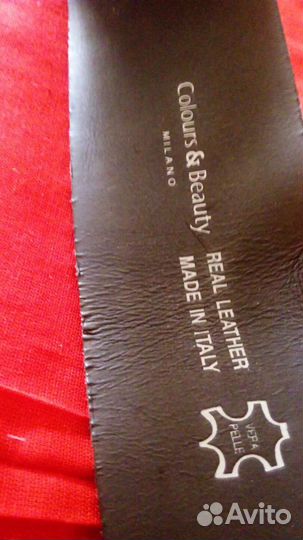 Colours & Beauty
MILANO
REAL LEATHER
MADE IN ITALY
VERA
PELLE
Avito